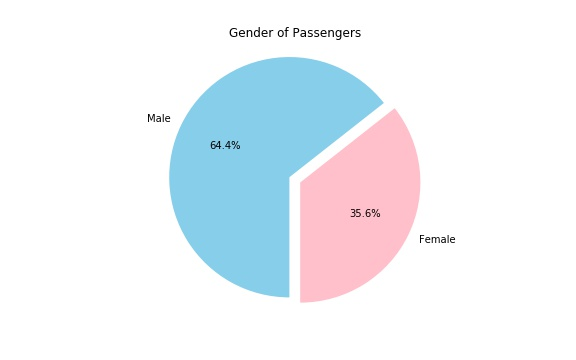 Gender of Passengers
Male
64.4%
35.6%
Female